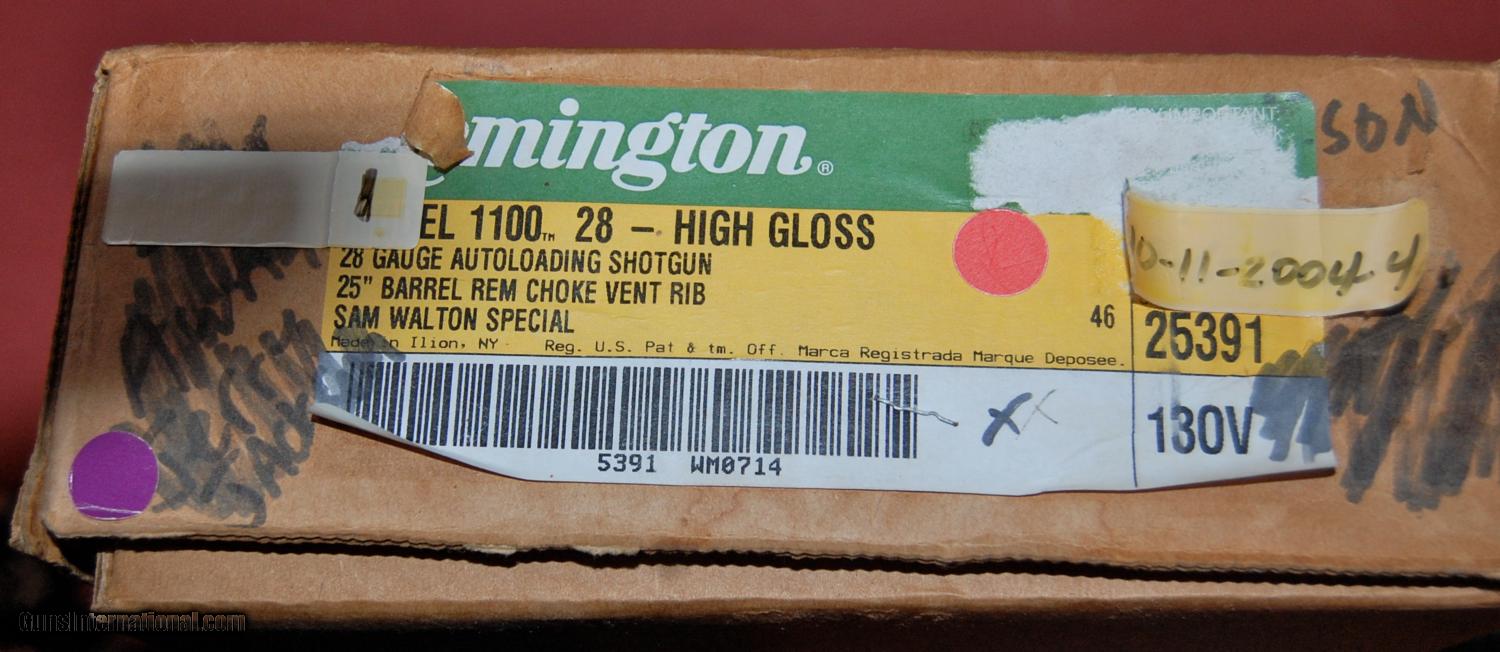 mington®
SON
EL 1100™ 28 – HIGH GLOSS
28 GAUGE AUTOLOADING SHOTGUN
25" BARREL REM CHOKE VENT RIB
SAM WALTON SPECIAL
46
25391
10-11-2004
Made in Ilion, NY Reg. U.S. Pat & tm. Off. Marca Registrada Marque Deposee.
130V
5391 WM0714
GunsInternational.com